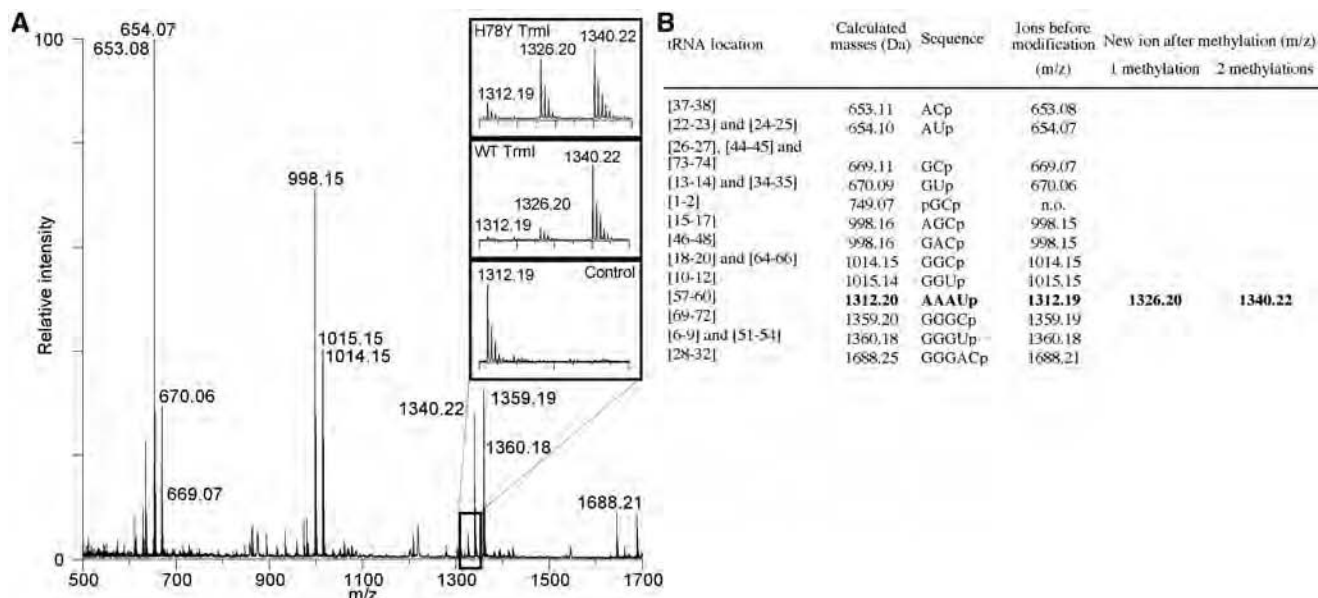 A
Relative intensity
100
0
654.07
653.08
998.15
1015.15
1014.15
670.06
669.07
1340.22
1359.19
1360.18
1688.21
500
700
900
1100
1300
1500
1700
m/z
H78Y TrmI
1340.22
1326.20
1312.19
WT TrmI
1340.22
1326.20
1312.19
1312.19
Control
B
tRNA location
Calculated masses (Da)
Sequence
Ions before modification (m/z)
New ion after methylation (m/z)
1 methylation 2 methylations
[37-38] 653.11 ACp 653.08
[22-23] and [24-25] 654.10 AUp 654.07
[26-27], [44-45] and
[73-74] 669.11 GCp 669.07
[13-14] and [34-35] 670.09 GUp 670.06
[1-2] 749.07 pGCp n.o.
[15-17] 998.16 AGCp 998.15
[46-48] 998.16 GACp 998.15
[18-20] and [64-66] 1014.15 GGCp 1014.15
[10-12] 1015.14 GGUp 1015.15
[57-60] 1312.20 AAAUp 1312.19 1326.20 1340.22
[69-72] 1359.20 GGGCp 1359.19
[6-9] and [51-54] 1360.18 GGGUp 1360.18
[28-32] 1688.25 GGGACp 1688.21